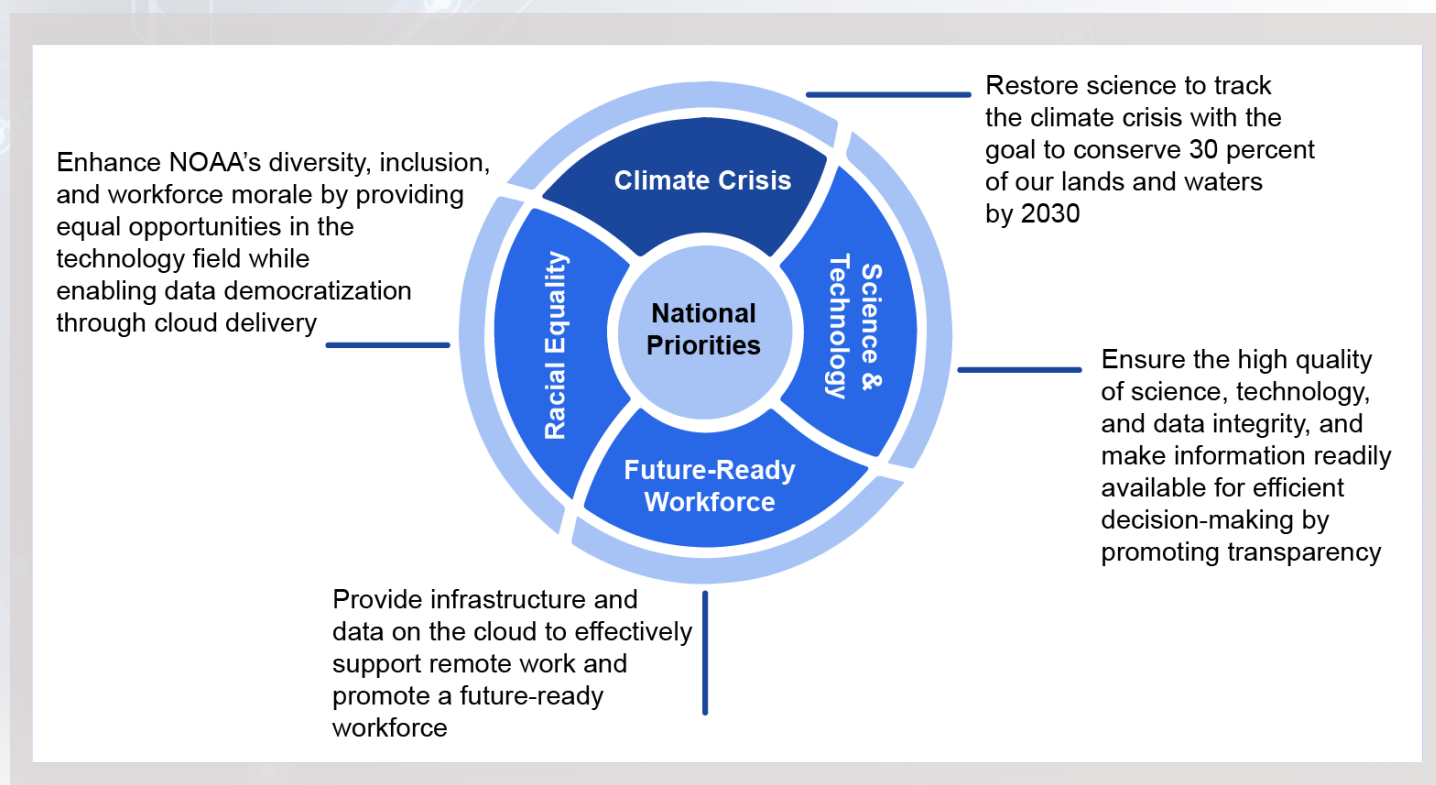 Climate Crisis
Science &
Technology
Future-Ready
Workforce
Racial Equality
National
Priorities
Restore science to track
the climate crisis with the
goal to conserve 30 percent
of our lands and waters
by 2030
Ensure the high quality
of science, technology,
and data integrity, and
make information readily
available for efficient
decision-making by
promoting transparency
Provide infrastructure and
data on the cloud to effectively
support remote work and
promote a future-ready
workforce
Enhance NOAA’s diversity, inclusion,
and workforce morale by providing
equal opportunities in the
technology field while
enabling data democratization
through cloud delivery